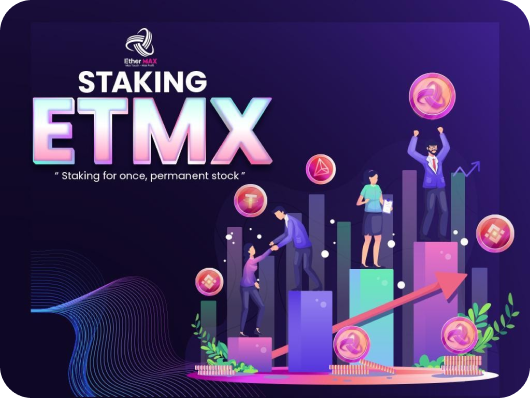 Ether MAX
STAKING
ETMX
“ Staking for once, permanent stock ”